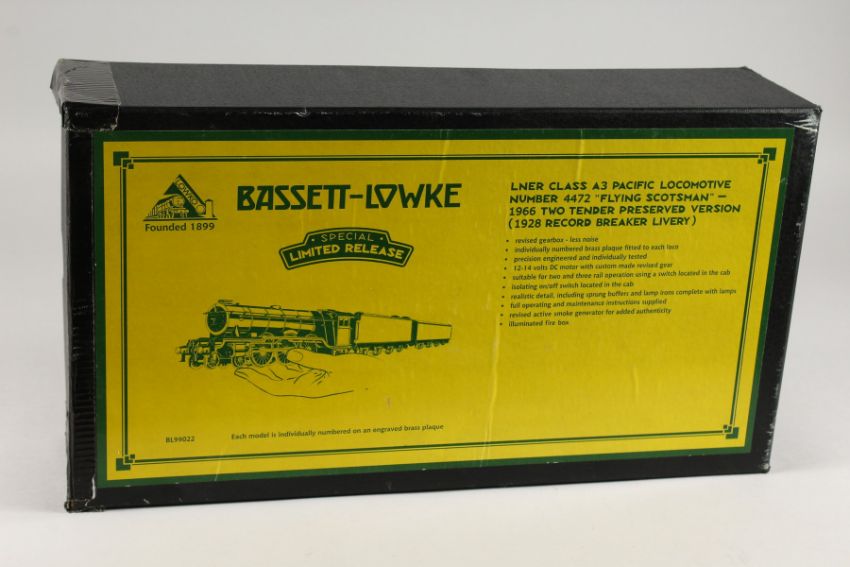 LOWKO
Founded 1899
BASSETT-LOWKE
SPECIAL
LIMITED RELEASE
LNER CLASS A3 PACIFIC LOCOMOTIVE
NUMBER 4472 "FLYING SCOTSMAN" –
1966 TWO TENDER PRESERVED VERSION
(1928 RECORD BREAKER LIVERY)
• revised gearbox - less noise
• individually numbered brass plaque fitted to each loco
• precision engineered and individually tested
• 12-14 volts DC motor with custom made revised gear
• suitable for two and three rail operation using a switch located in the cab
• isolating on/off switch located in the cab
• realistic detail, including sprung buffers and lamp irons complete with lamps
• full operating and maintenance instructions supplied
• revised active smoke generator for added authenticity
• illuminated fire box
BL99022
Each model is individually numbered on an engraved brass plaque